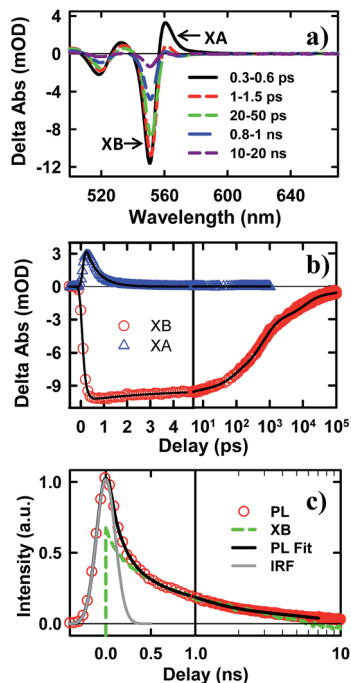 a)
XA
XB
0.3-0.6 ps
1-1.5 ps
20-50 ps
0.8-1 ns
10-20 ns
4
0
-4
-8
-12
Delta Abs (mOD)
520 560 600 640
Wavelength (nm)
b)
3
0
-3
-6
-9
Delta Abs (mOD)
XB
XA
0 1 2 3 4 10¹ 10² 10³ 10⁴ 10⁵
Delay (ps)
c)
1.0
0.5
0.0
Intensity (a.u.)
PL
XB
PL Fit
IRF
0.0 0.5 1.0 10
Delay (ns)